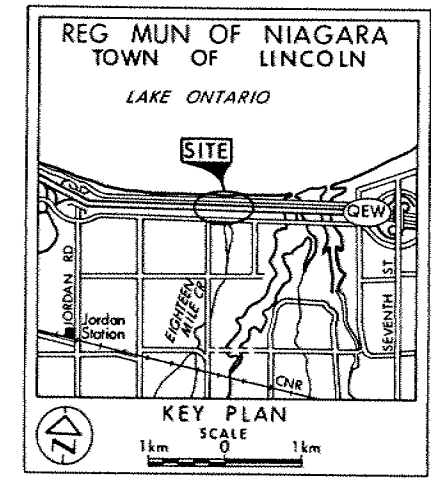 REG MUN OF NIAGARA
TOWN OF LINCOLN
LAKE ONTARIO
SITE
QEW
JORDAN RD
EIGHTEEN
MILE CR.
SEVENTH ST
Jordan
Station
CNR
KEY PLAN
SCALE
1km 0 1km
N